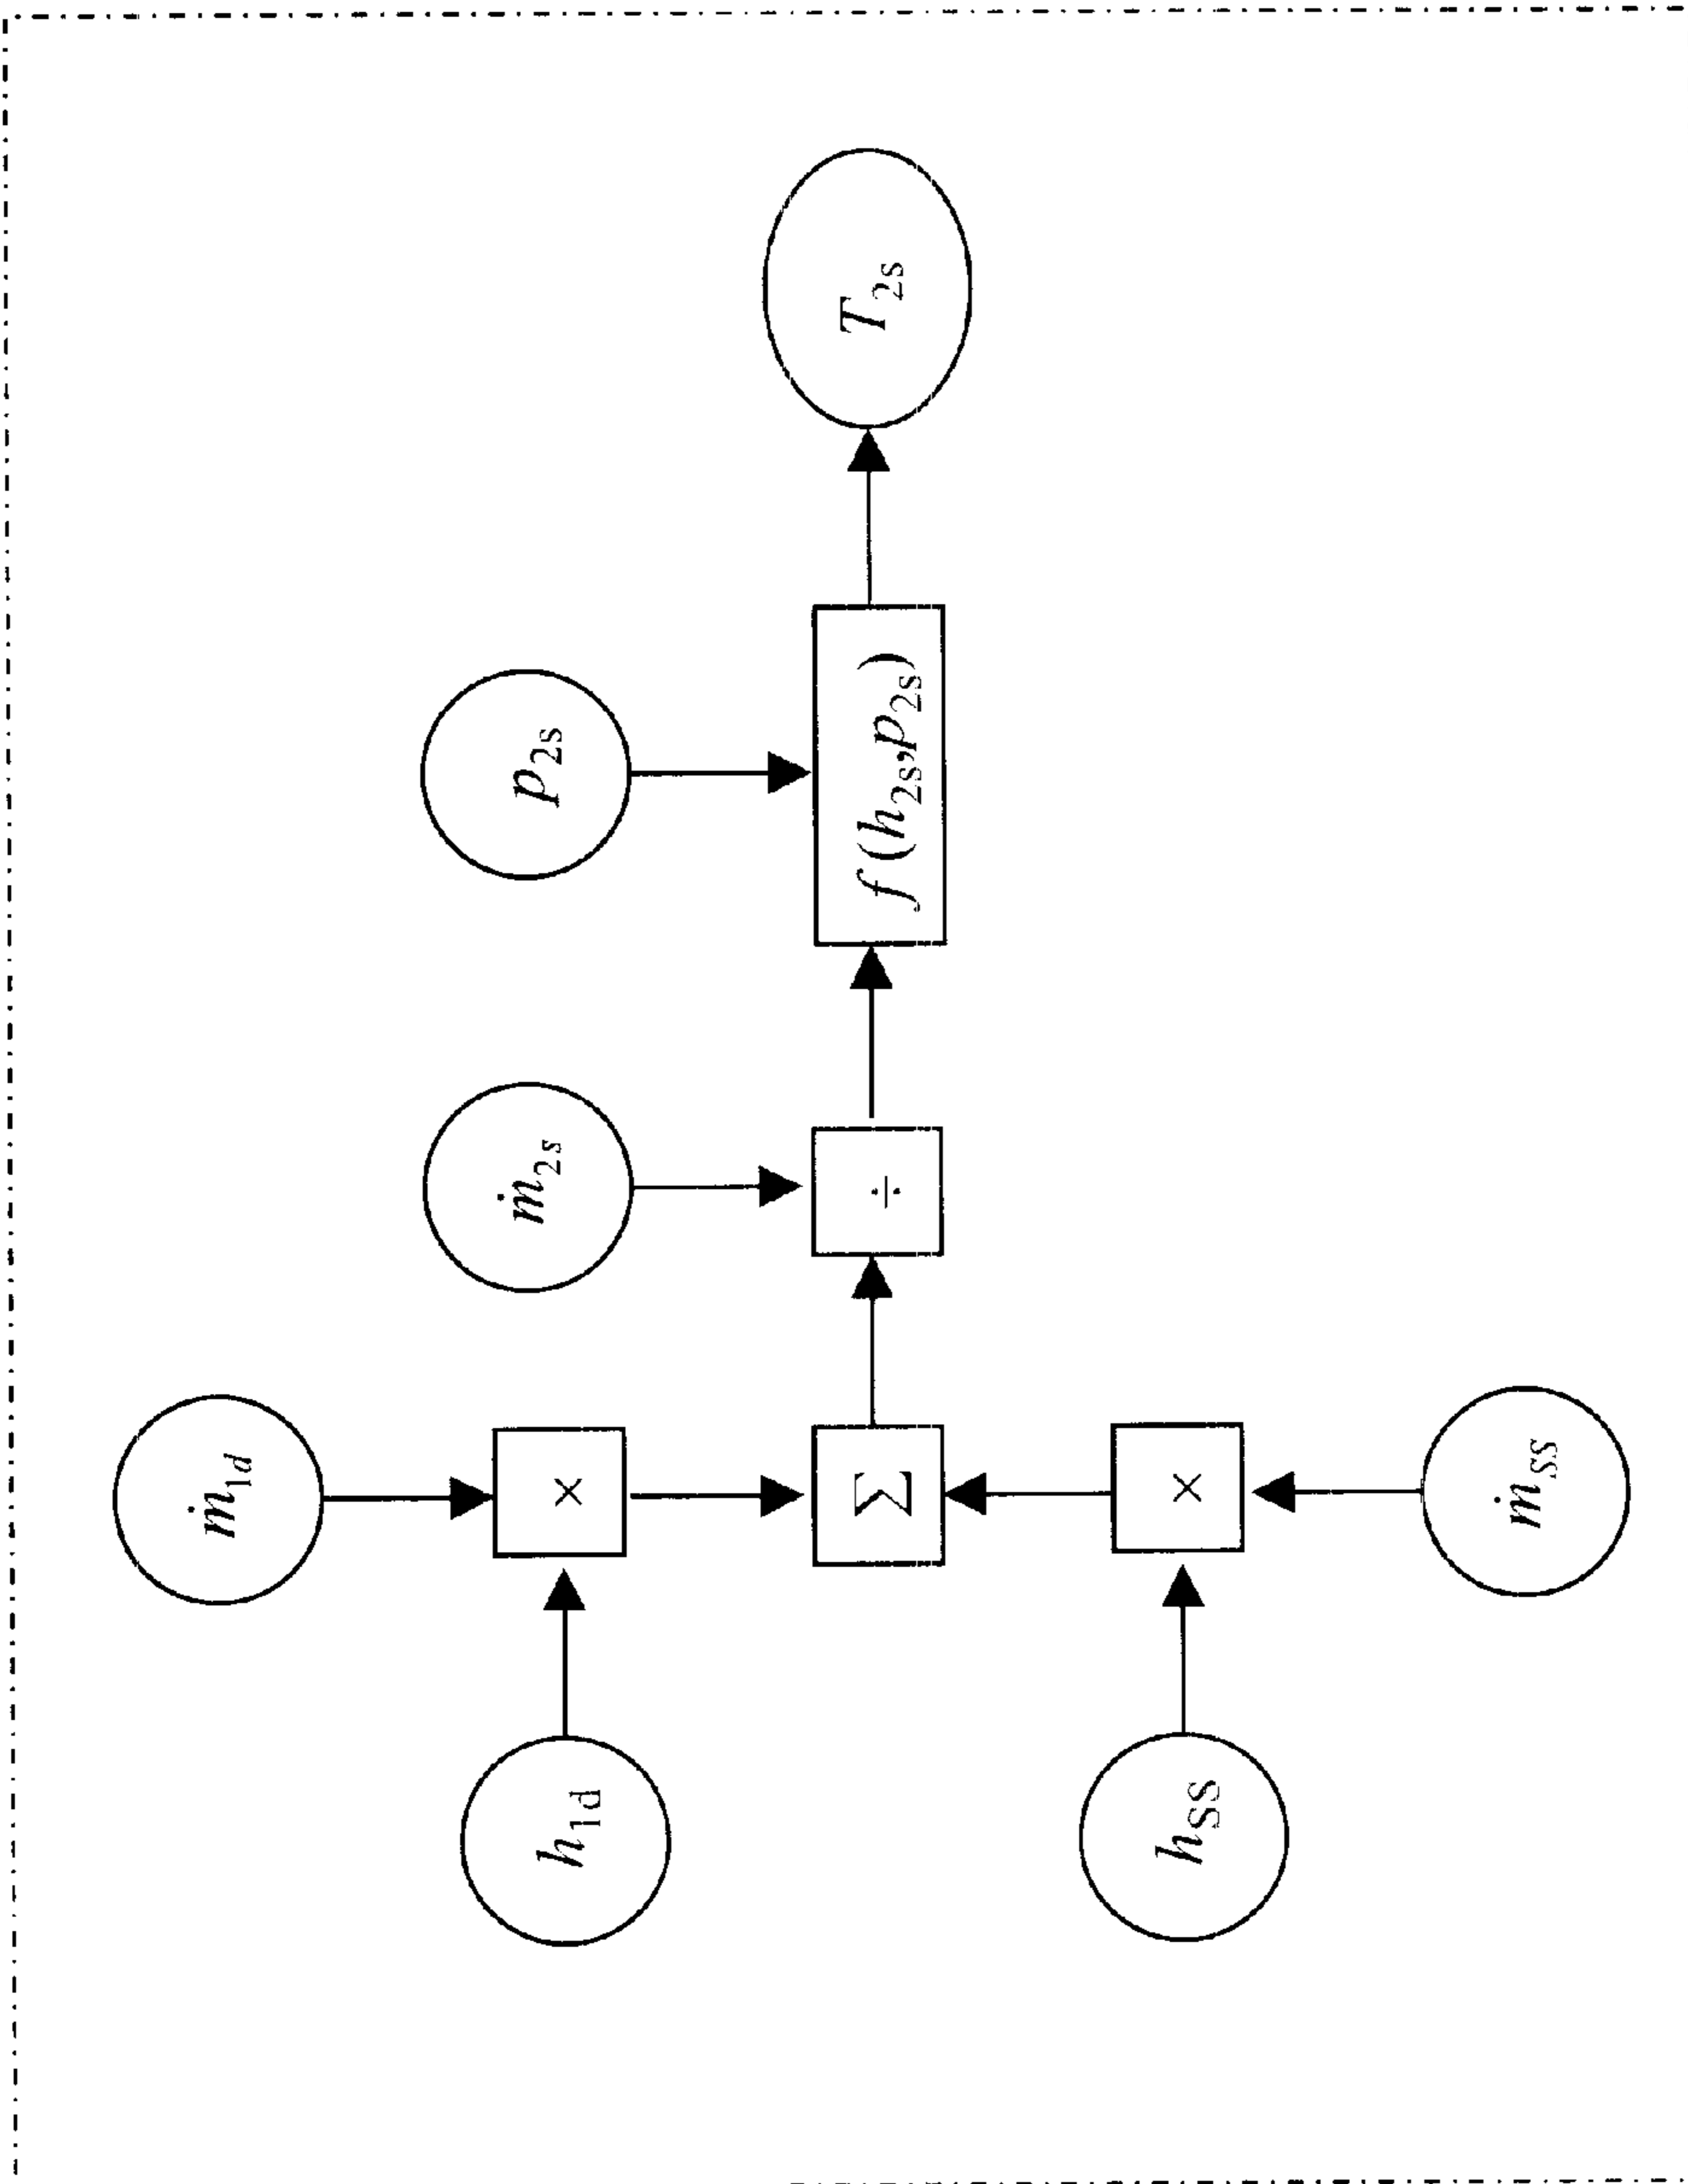 ṁ1d
h1d
×
Σ
×
hSS
ṁSS
ṁ2s
÷
p2s
f(h2s,p2s)
T2s